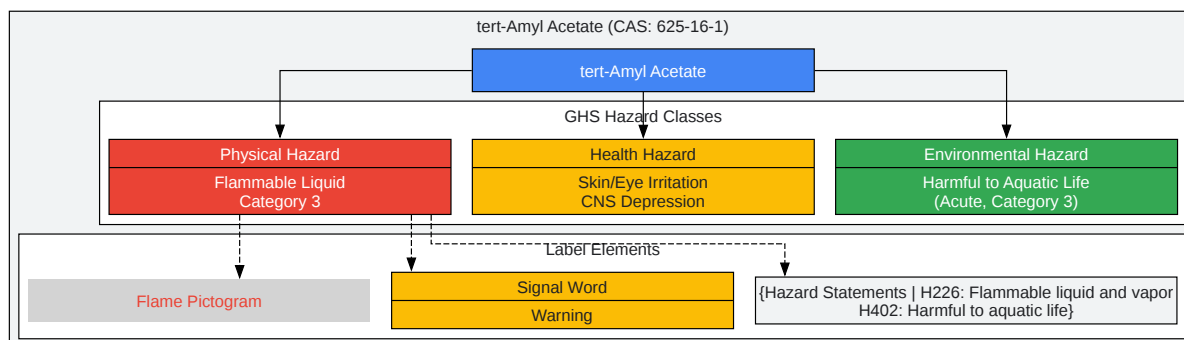 tert-Amyl Acetate (CAS: 625-16-1)
tert-Amyl Acetate
GHS Hazard Classes
Physical Hazard
Flammable Liquid
Category 3
Health Hazard
Skin/Eye Irritation
CNS Depression
Environmental Hazard
Harmful to Aquatic Life
(Acute, Category 3)
Label Elements
Flame Pictogram
Signal Word
Warning
{Hazard Statements | H226: Flammable liquid and vapor
H402: Harmful to aquatic life}